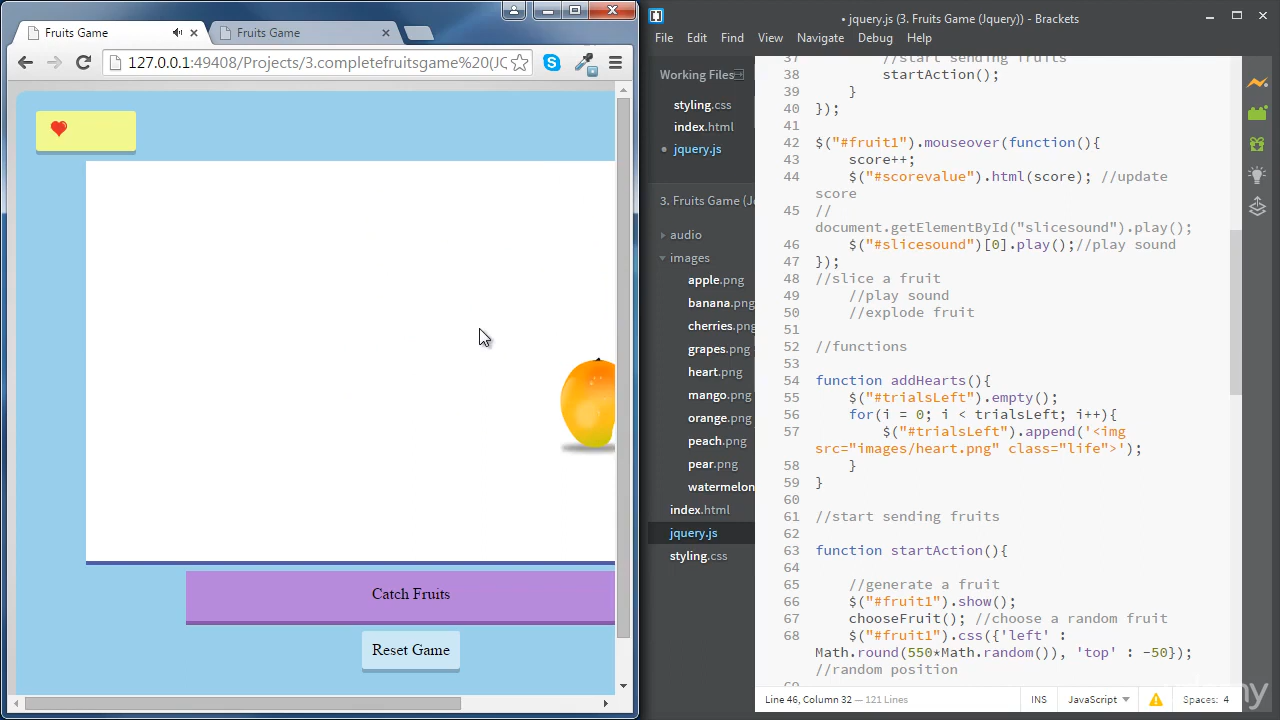 Fruits Game
Fruits Game
127.0.0.1:49408/Projects/3.completefruitsgame%20(JC
Catch Fruits
Reset Game
• jquery.js (3. Fruits Game (Jquery)) - Brackets
File Edit Find View Navigate Debug Help
Working Files
styling.css
index.html
jquery.js
3. Fruits Game (Jq
audio
images
apple.png
banana.png
cherries.png
grapes.png
heart.png
mango.png
orange.png
peach.png
pear.png
watermelon
index.html
jquery.js
styling.css
37 //start sending fruits
38 startAction();
39 }
40 });
41
42 $("#fruit1").mouseover(function(){
43 score++;
44 $("#scorevalue").html(score); //update
score
45 //
document.getElementById("slicesound").play();
46 $("#slicesound")[0].play();//play sound
47 });
48 //slice a fruit
49 //play sound
50 //explode fruit
51
52 //functions
53
54 function addHearts(){
55 $("#trialsLeft").empty();
56 for(i = 0; i < trialsLeft; i++){
57 $("#trialsLeft").append('<img
src="images/heart.png" class="life">');
58 }
59 }
60
61 //start sending fruits
62
63 function startAction(){
64
65 //generate a fruit
66 $("#fruit1").show();
67 chooseFruit(); //choose a random fruit
68 $("#fruit1").css({'left' :
Math.round(550*Math.random()), 'top' : -50});
//random position
Line 46, Column 32 — 121 Lines
INS JavaScript Spaces: 4